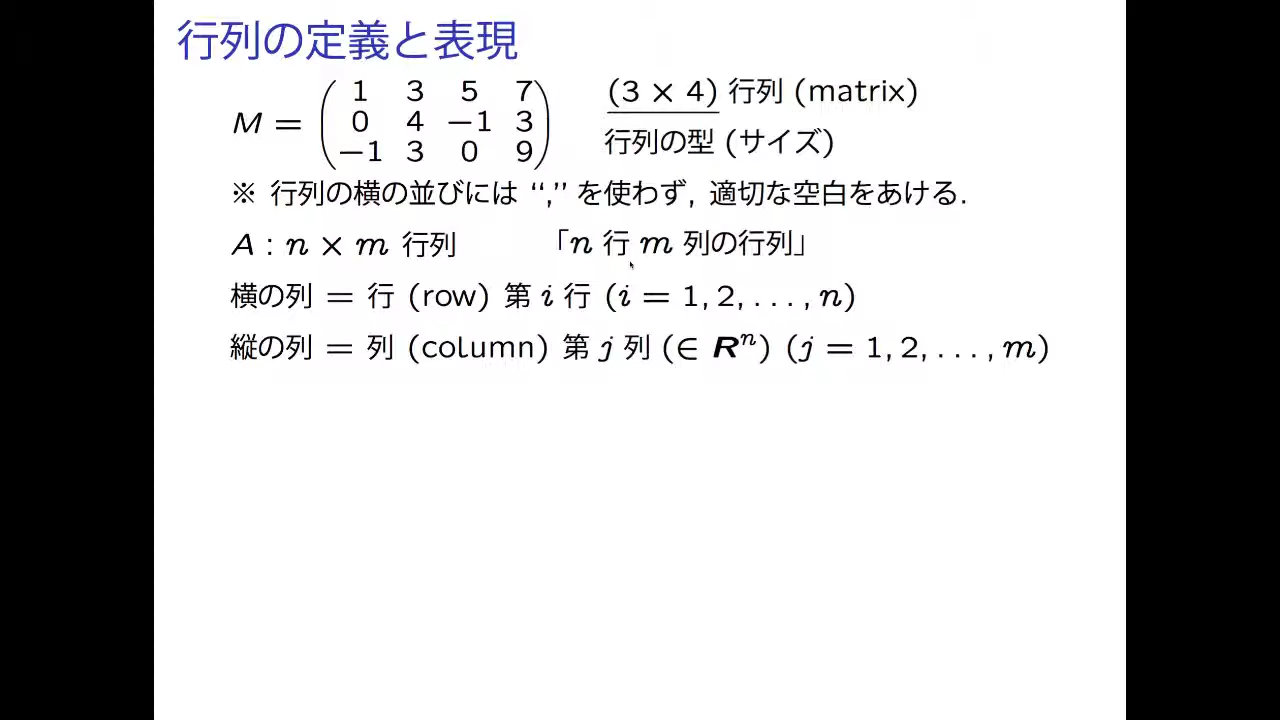 行列の定義と表現
M = ( 1 3 5 7 (3 × 4) 行列 (matrix)
0 4 −1 3
−1 3 0 9 ) 行列の型 (サイズ)
※ 行列の横の並びには “,” を使わず, 適切な空白をあける.
A : n × m 行列 「n 行 m 列の行列」
横の列 = 行 (row) 第 i 行 (i = 1, 2, . . . , n)
縦の列 = 列 (column) 第 j 列 (∈ Rⁿ) (j = 1, 2, . . . , m)